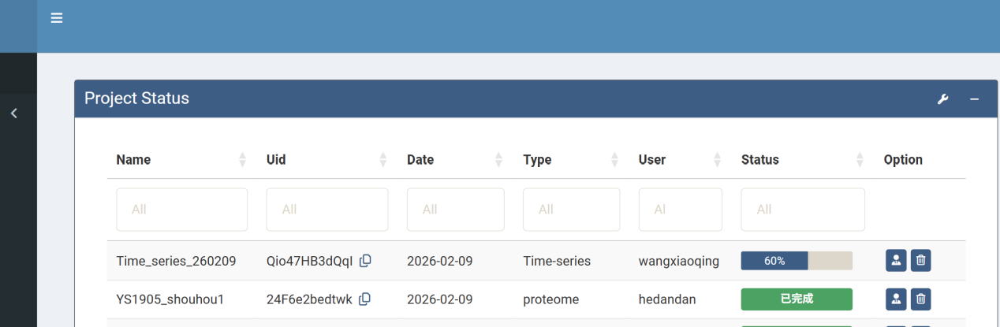 Project Status
Name Uid Date Type User Status Option
All All All All Al All
Time_series_260209 Qio47HB3dQqI 2026-02-09 Time-series wangxiaoqing 60%
YS1905_shouhou1 24F6e2bedtwk 2026-02-09 proteome hedandan 已完成